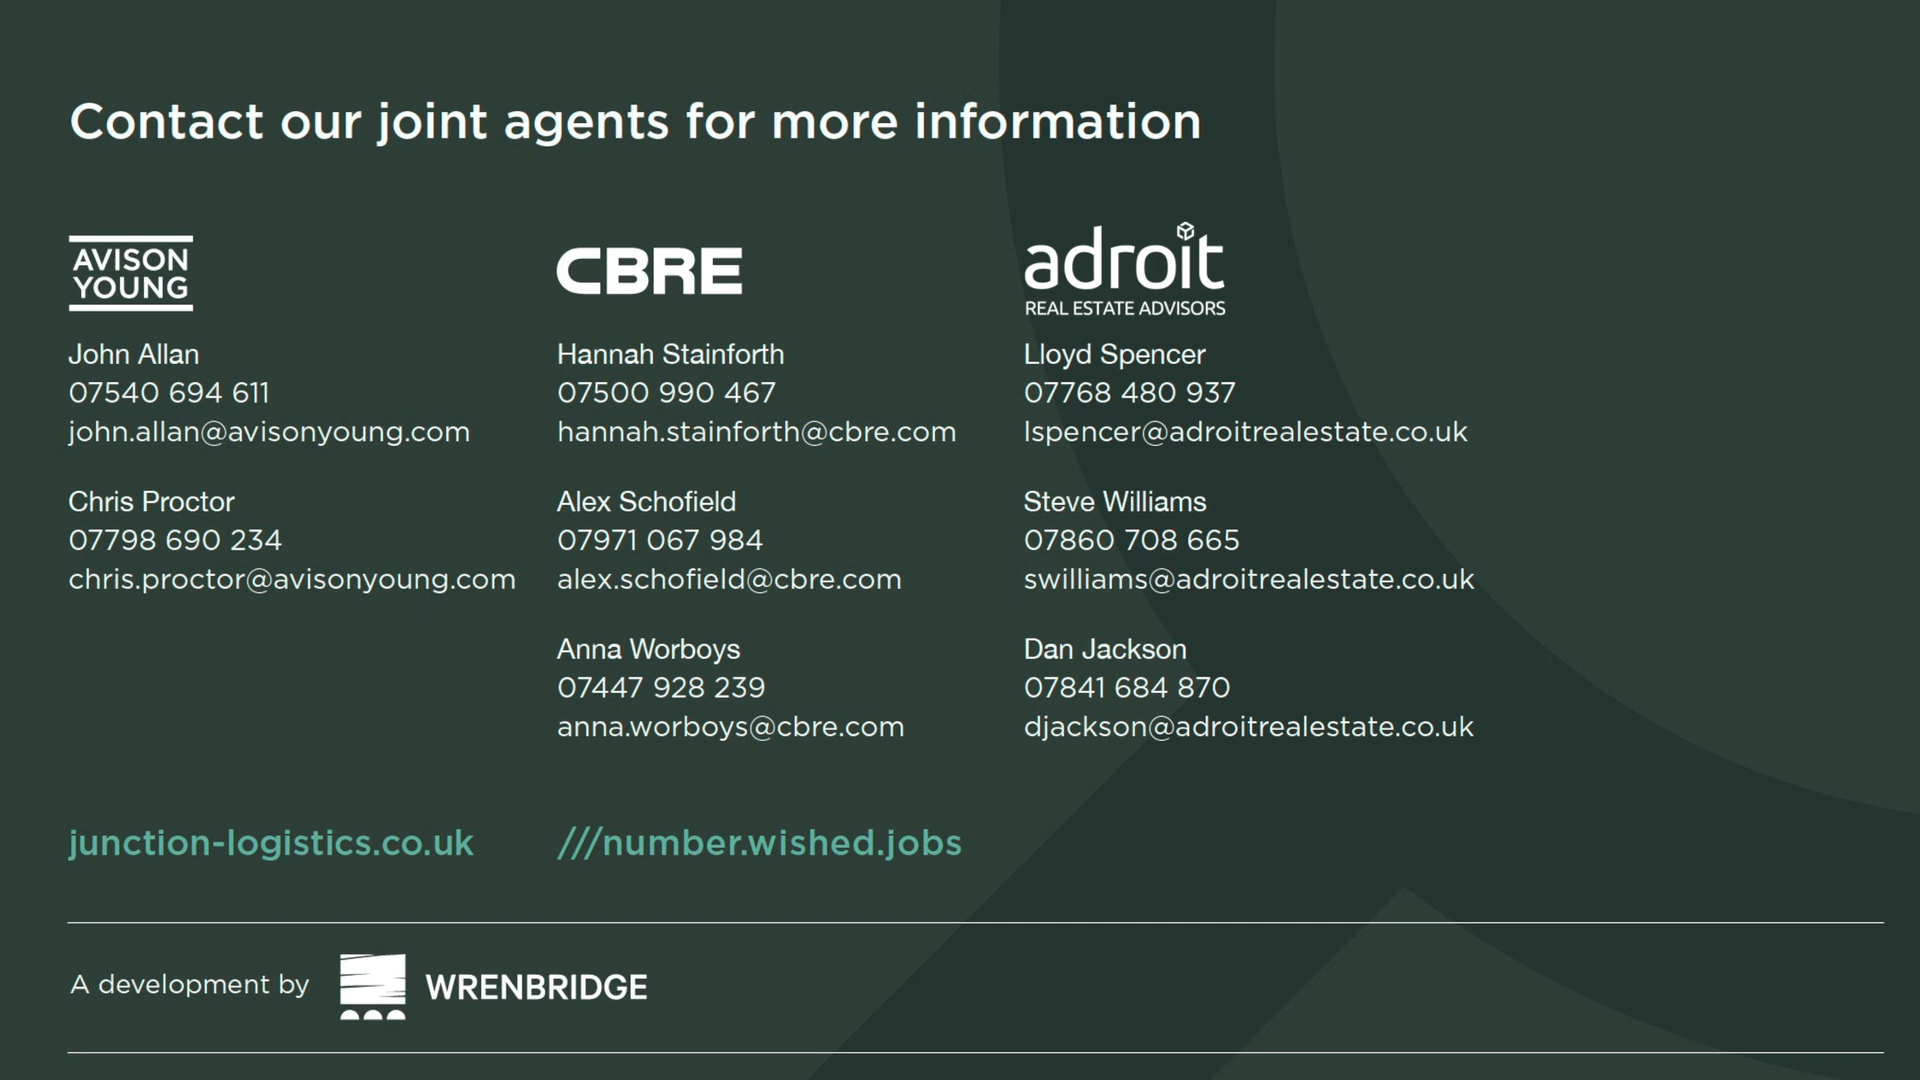 Contact our joint agents for more information
AVISON
YOUNG
John Allan
07540 694 611
john.allan@avisonyoung.com
Chris Proctor
07798 690 234
chris.proctor@avisonyoung.com
CBRE
Hannah Stainforth
07500 990 467
hannah.stainforth@cbre.com
Alex Schofield
07971 067 984
alex.schofield@cbre.com
Anna Worboys
07447 928 239
anna.worboys@cbre.com
adroit
REAL ESTATE ADVISORS
Lloyd Spencer
07768 480 937
lspencer@adroitrealestate.co.uk
Steve Williams
07860 708 665
swilliams@adroitrealestate.co.uk
Dan Jackson
07841 684 870
djackson@adroitrealestate.co.uk
junction-logistics.co.uk
///number.wished.jobs
A development by
WRENBRIDGE